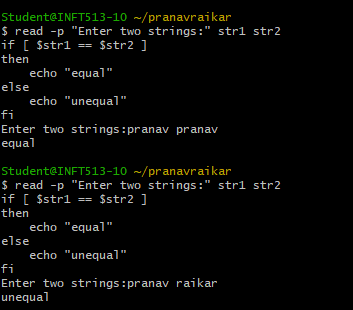 Student@INFT513-10 ~/pranavraikar
$ read -p "Enter two strings:" str1 str2
if [ $str1 == $str2 ]
then
    echo "equal"
else
    echo "unequal"
fi
Enter two strings:pranav pranav
equal

Student@INFT513-10 ~/pranavraikar
$ read -p "Enter two strings:" str1 str2
if [ $str1 == $str2 ]
then
    echo "equal"
else
    echo "unequal"
fi
Enter two strings:pranav raikar
unequal